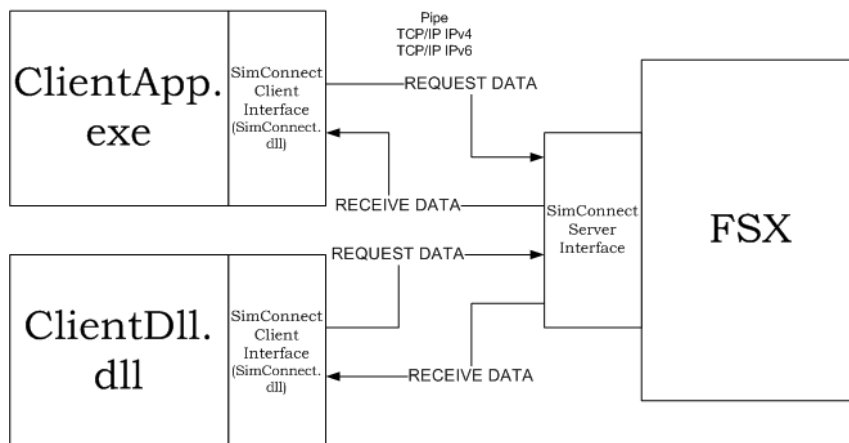 Pipe
TCP/IP IPv4
TCP/IP IPv6
ClientApp.
exe
SimConnect
Client
Interface
(SimConnect.
dll)
REQUEST DATA
RECEIVE DATA
SimConnect
Server
Interface
FSX
REQUEST DATA
ClientDll.
dll
SimConnect
Client
Interface
(SimConnect.
dll)
RECEIVE DATA